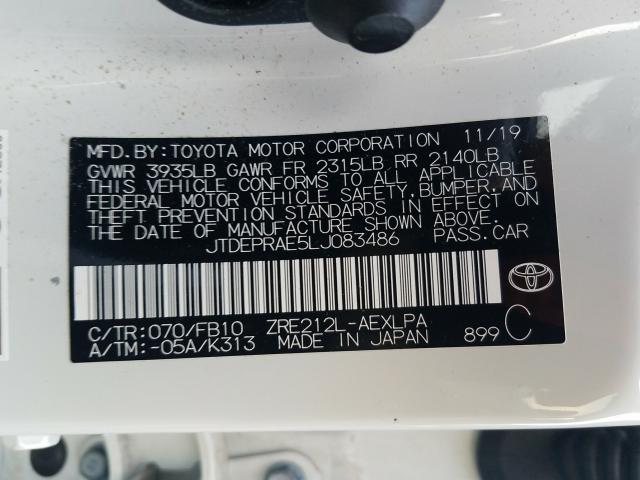 MFD. BY: TOYOTA MOTOR CORPORATION 11/19
GVWR 3935LB GAWR FR 2315LB RR 2140LB
THIS VEHICLE CONFORMS TO ALL APPLICABLE
FEDERAL MOTOR VEHICLE SAFETY, BUMPER, AND
THEFT PREVENTION STANDARDS IN EFFECT ON
THE DATE OF MANUFACTURE SHOWN ABOVE.
JTDEPRAE5LJ083486 PASS. CAR
C/TR: 070/FB10 ZRE212L-AEXLPA
A/TM: -05A/K313 MADE IN JAPAN 899 C